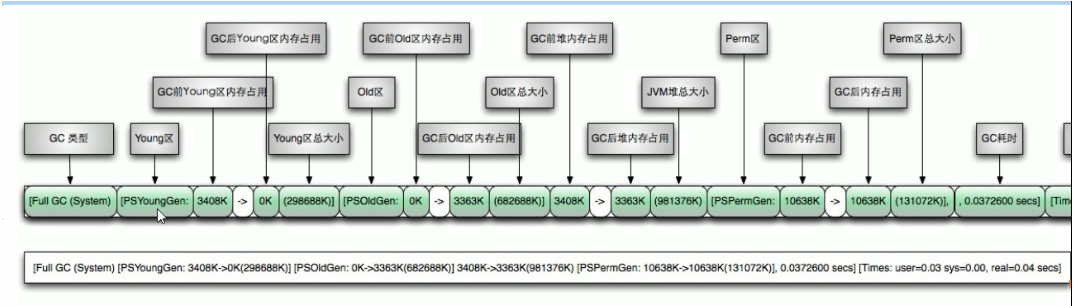 GC后Young区内存占用 GC前Old区内存占用 GC前堆内存占用 Perm区 Perm区总大小
GC前Young区内存占用 Old区 Old区总大小 JVM堆总大小 GC后内存占用
GC 类型 Young区 Young区总大小 GC后Old区内存占用 GC后堆内存占用 GC前内存占用 GC耗时
[Full GC (System) [PSYoungGen: 3408K -> 0K (298688K)] [PSOldGen: 0K -> 3363K (682688K)] 3408K -> 3363K (981376K) [PSPermGen: 10638K -> 10638K (131072K)], , 0.0372600 secs] [Tim
[Full GC (System) [PSYoungGen: 3408K->0K(298688K)] [PSOldGen: 0K->3363K(682688K)] 3408K->3363K(981376K) [PSPermGen: 10638K->10638K(131072K)], 0.0372600 secs] [Times: user=0.03 sys=0.00, real=0.04 secs]